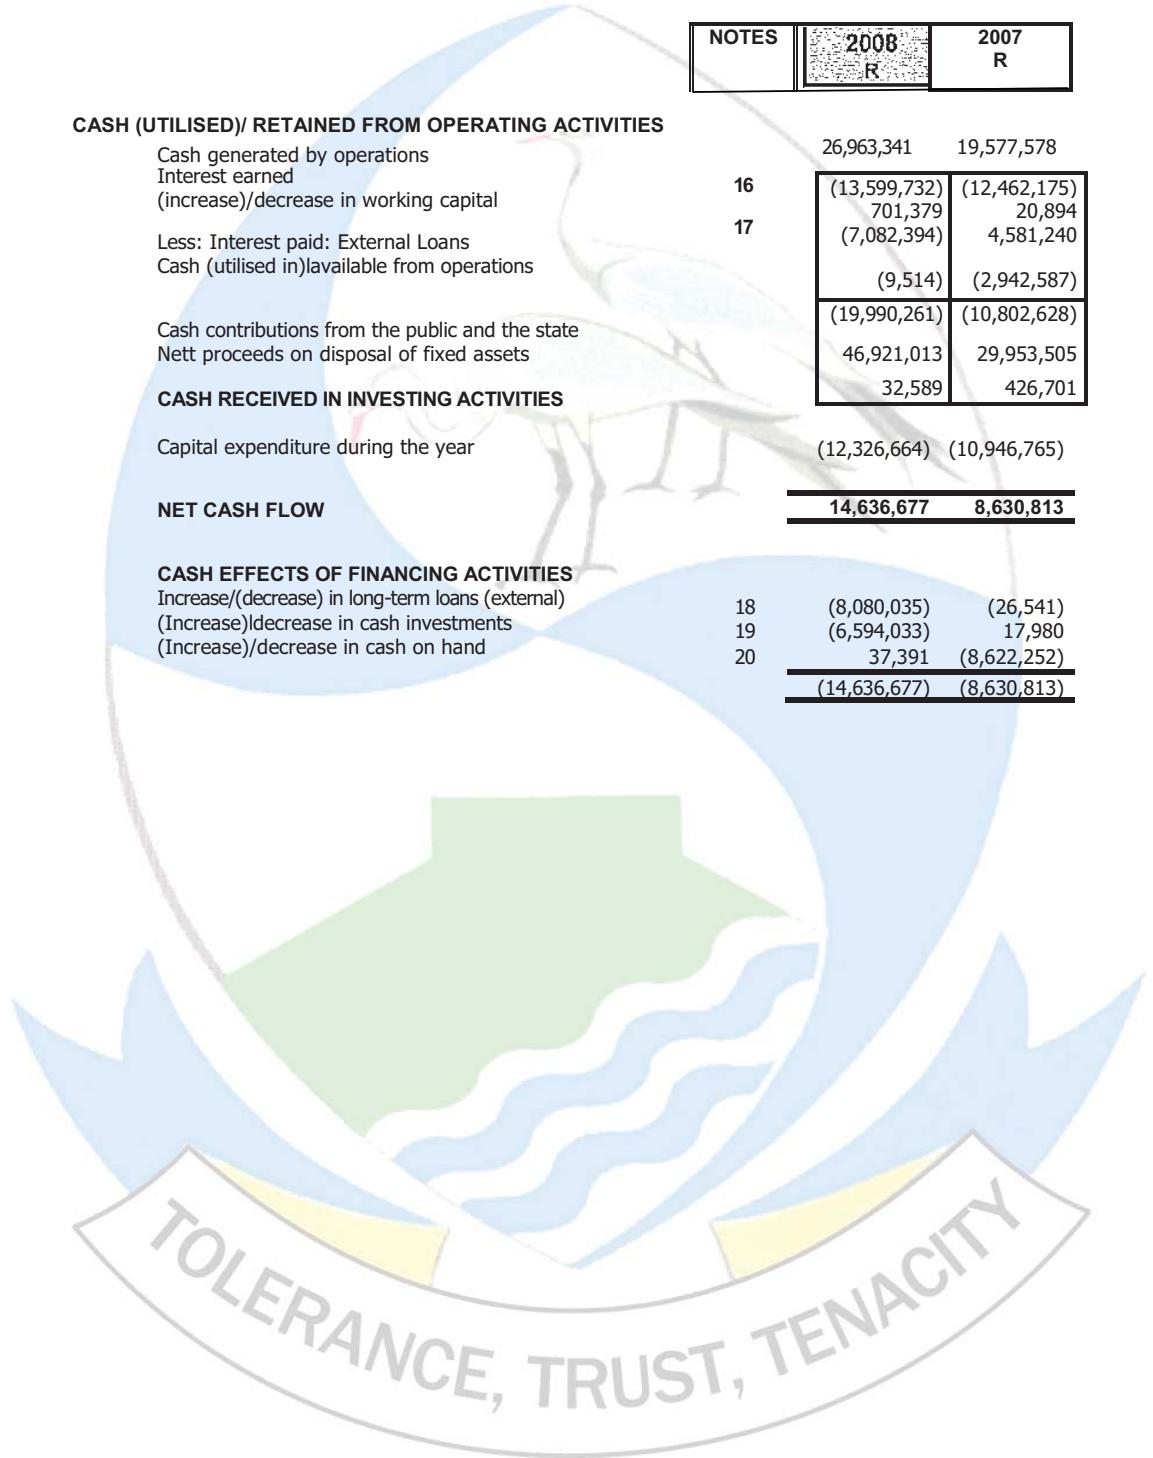 NOTES 2008 2007
R R
CASH (UTILISED)/ RETAINED FROM OPERATING ACTIVITIES
26,963,341 19,577,578
Cash generated by operations
Interest earned
16 (13,599,732) (12,462,175)
(increase)/decrease in working capital
701,379 20,894
17 (7,082,394) 4,581,240
Less: Interest paid: External Loans
Cash (utilised in)lavailable from operations
(9,514) (2,942,587)
(19,990,261) (10,802,628)
Cash contributions from the public and the state
Nett proceeds on disposal of fixed assets 46,921,013 29,953,505
32,589 426,701
CASH RECEIVED IN INVESTING ACTIVITIES
Capital expenditure during the year (12,326,664) (10,946,765)
NET CASH FLOW 14,636,677 8,630,813
CASH EFFECTS OF FINANCING ACTIVITIES
Increase/(decrease) in long-term loans (external) 18 (8,080,035) (26,541)
(Increase)ldecrease in cash investments 19 (6,594,033) 17,980
(Increase)/decrease in cash on hand 20 37,391 (8,622,252)
(14,636,677) (8,630,813)
TOLERANCE, TRUST, TENACITY